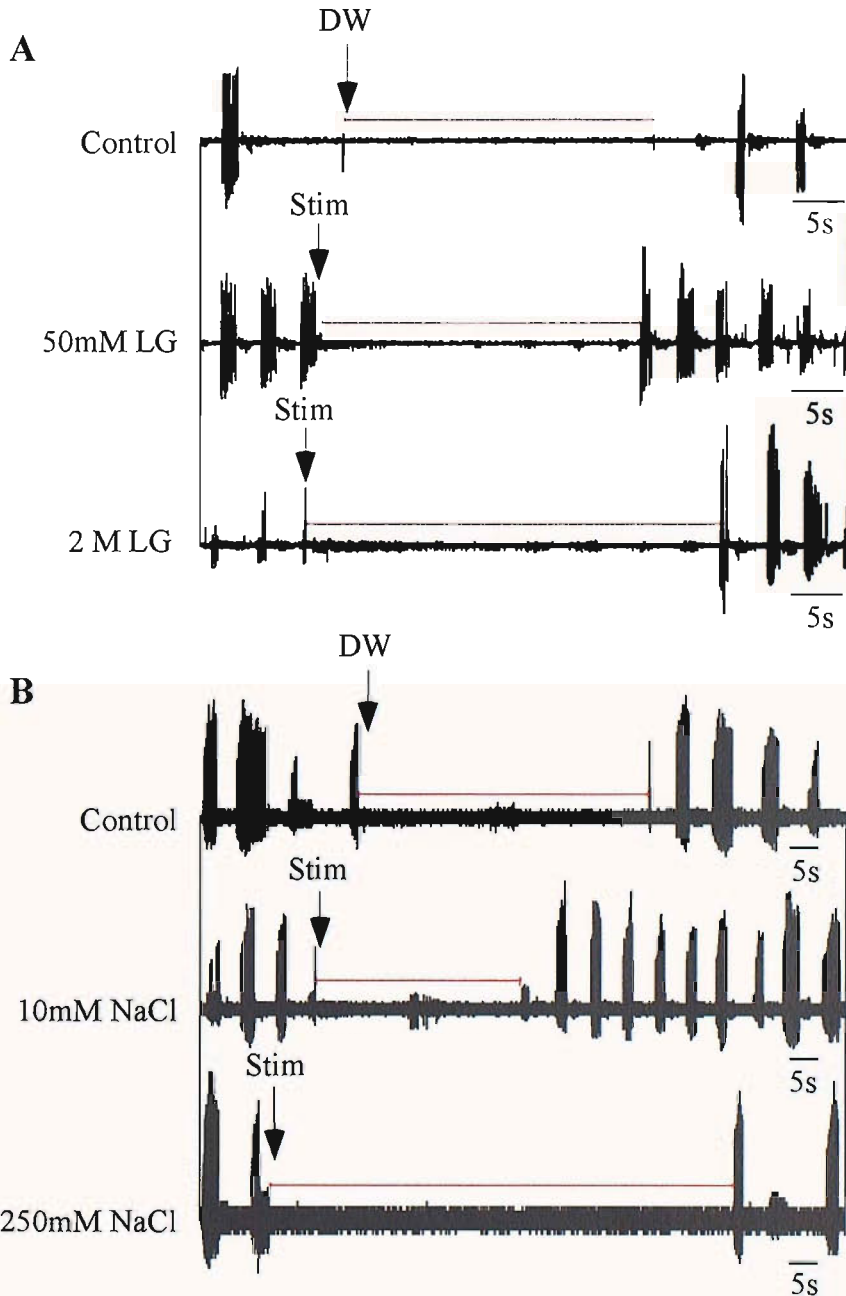 A
DW
Control
5s
Stim
50mM LG
5s
Stim
2 M LG
5s
B
DW
Control
5s
Stim
10mM NaCl
5s
Stim
250mM NaCl
5s